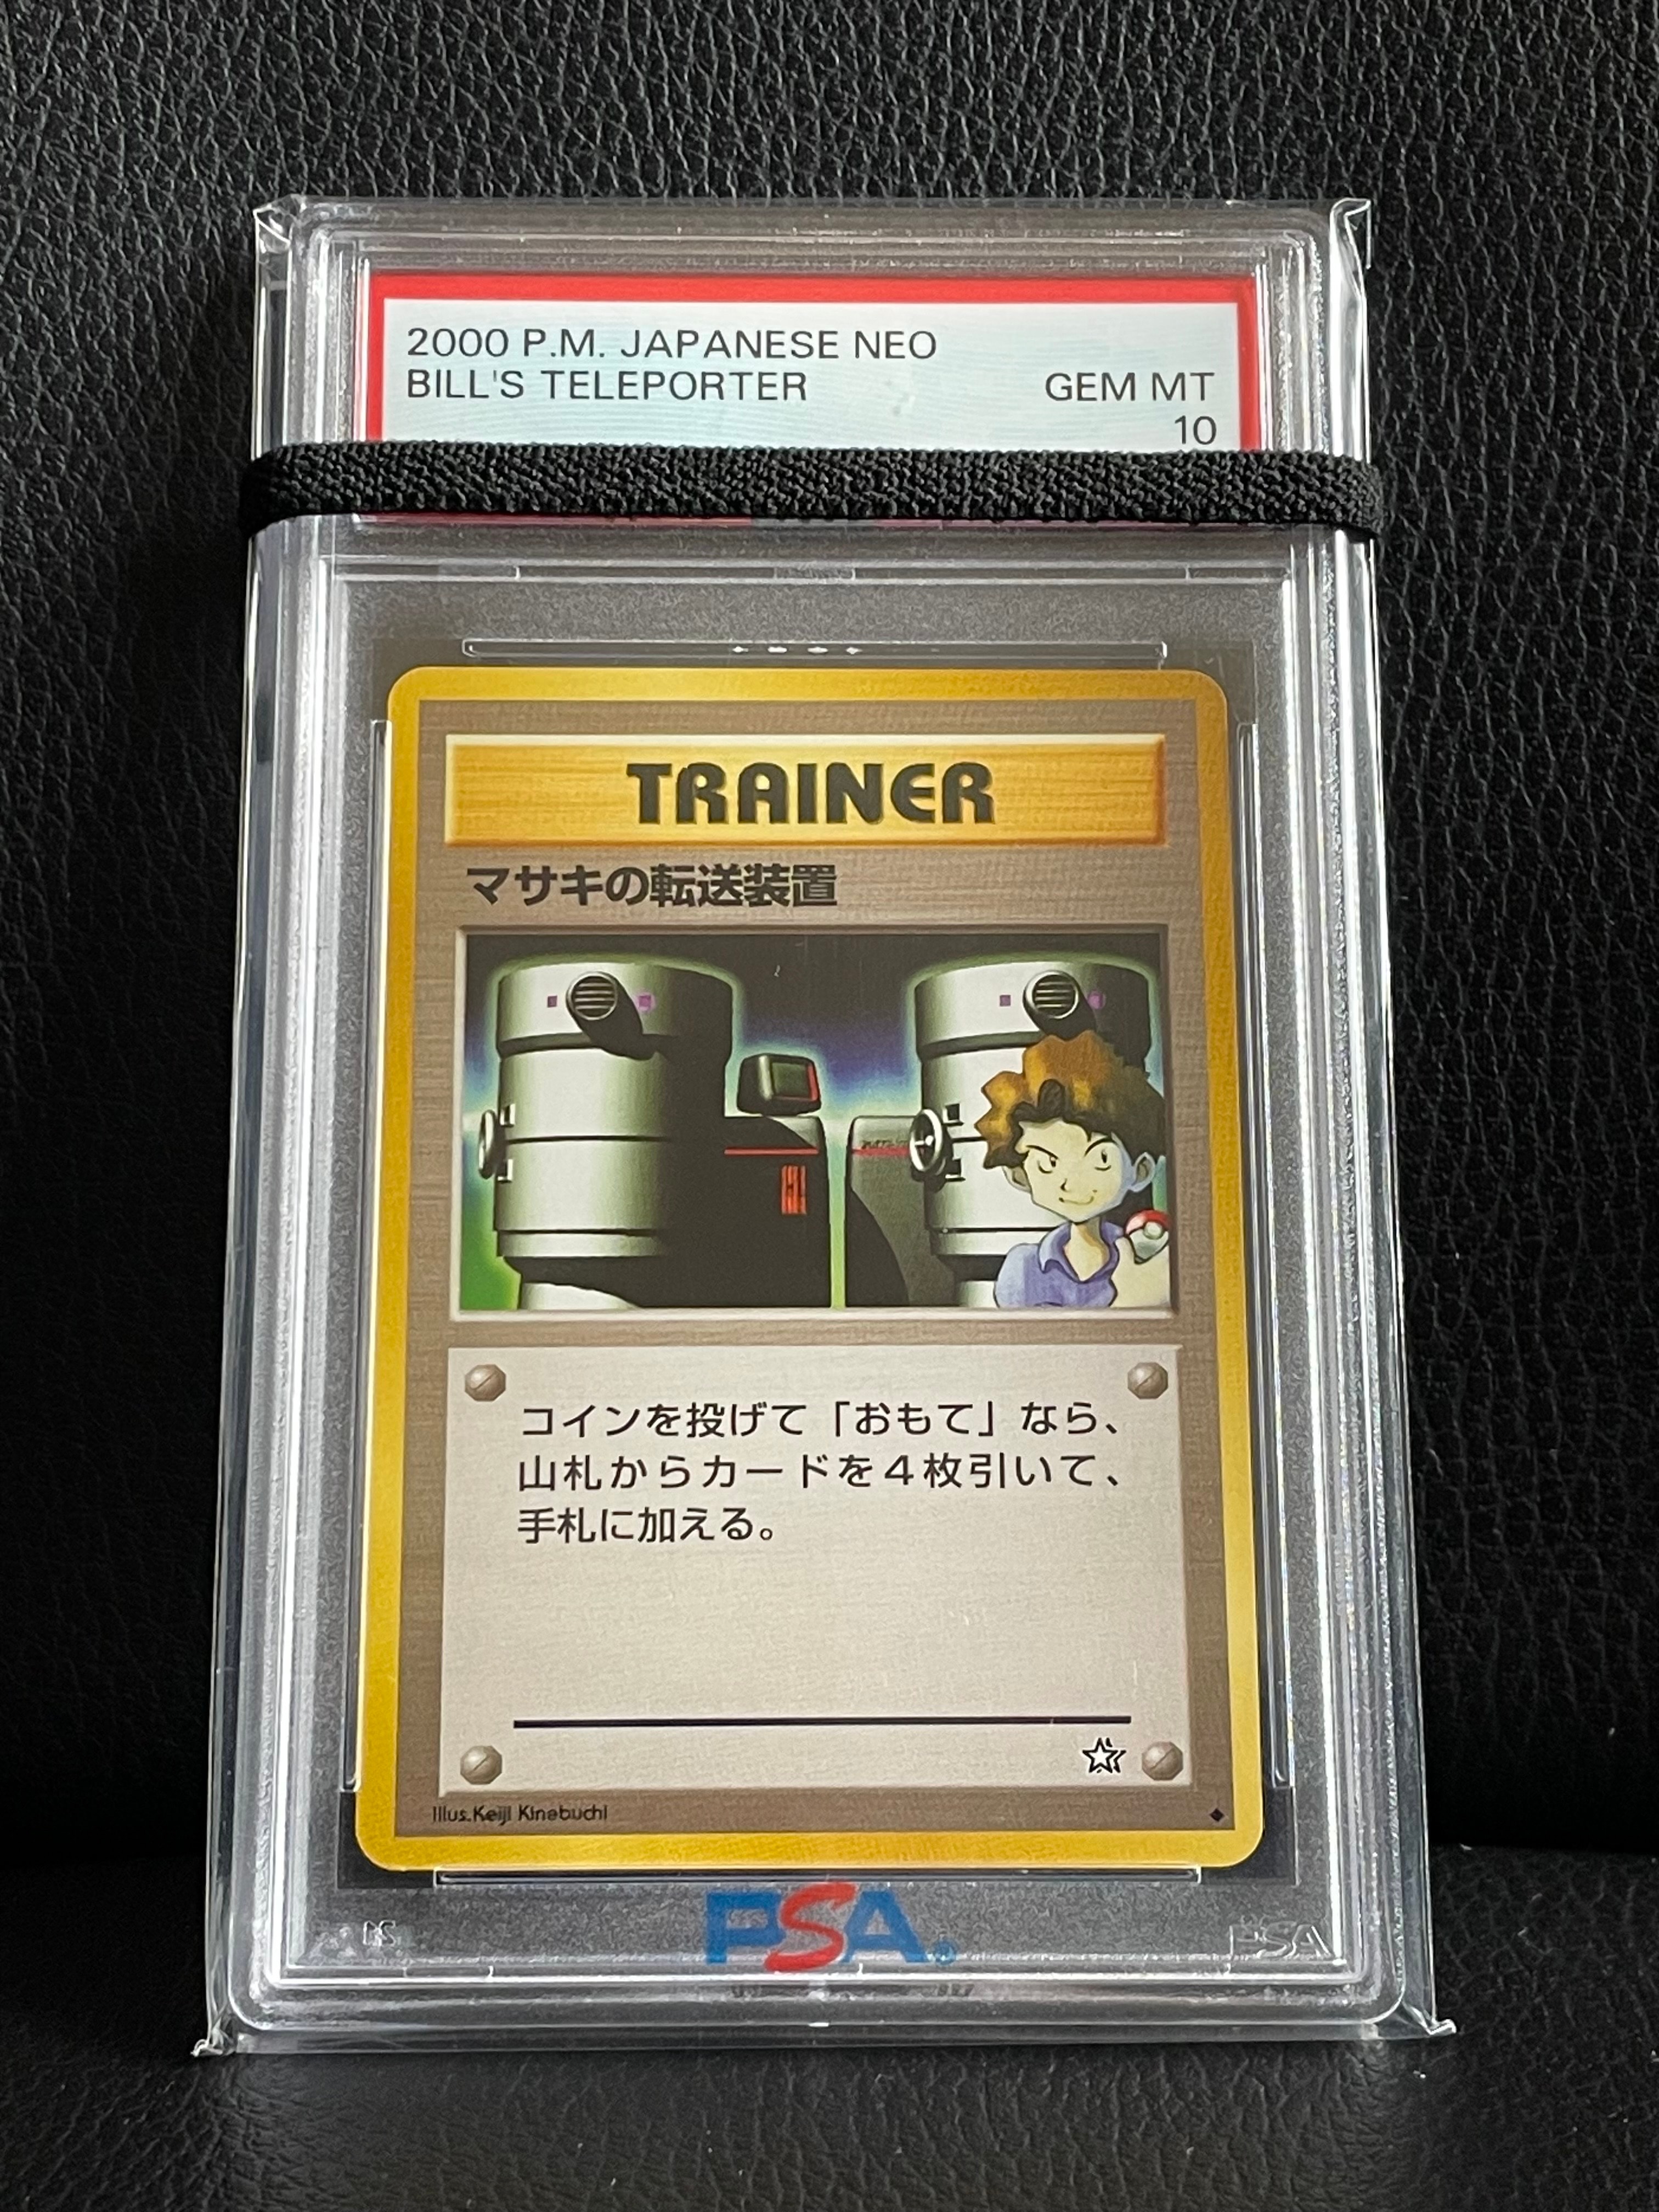 2000 P.M. JAPANESE NEO
BILL'S TELEPORTER GEM MT
10
TRAINER
マサキの転送装置
コインを投げて「おもて」なら、
山札からカードを4枚引いて、
手札に加える。
Illus.Keiji Kinebuchi
PSA
PSA